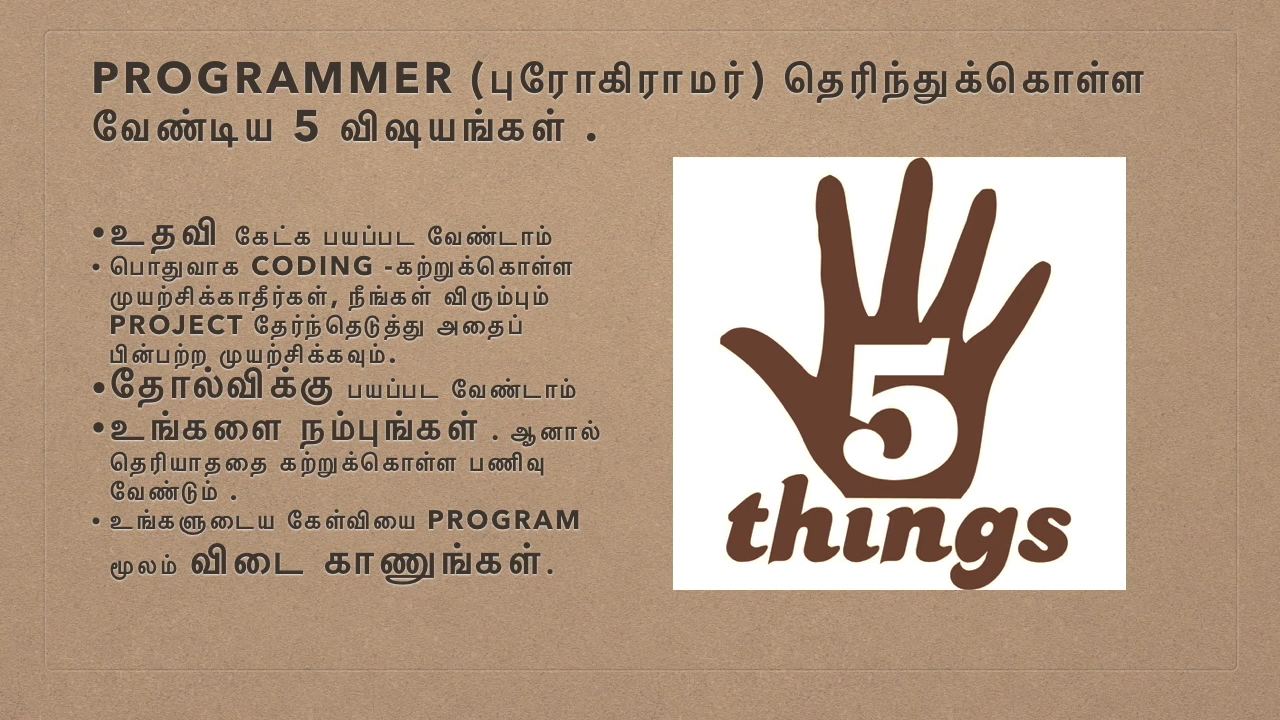 PROGRAMMER (புரோகிராமர்) தெரிந்துக்கொள்ள
வேண்டிய 5 விஷயங்கள் .
•உதவி கேட்க பயப்பட வேண்டாம்
• பொதுவாக CODING -கற்றுக்கொள்ள
முயற்சிக்காதீர்கள், நீங்கள் விரும்பும்
PROJECT தேர்ந்தெடுத்து அதைப்
பின்பற்ற முயற்சிக்கவும்.
•தோல்விக்கு பயப்பட வேண்டாம்
•உங்களை நம்புங்கள் . ஆனால்
தெரியாததை கற்றுக்கொள்ள பணிவு
வேண்டும் .
• உங்களுடைய கேள்வியை PROGRAM
மூலம் விடை காணுங்கள்.
5
things